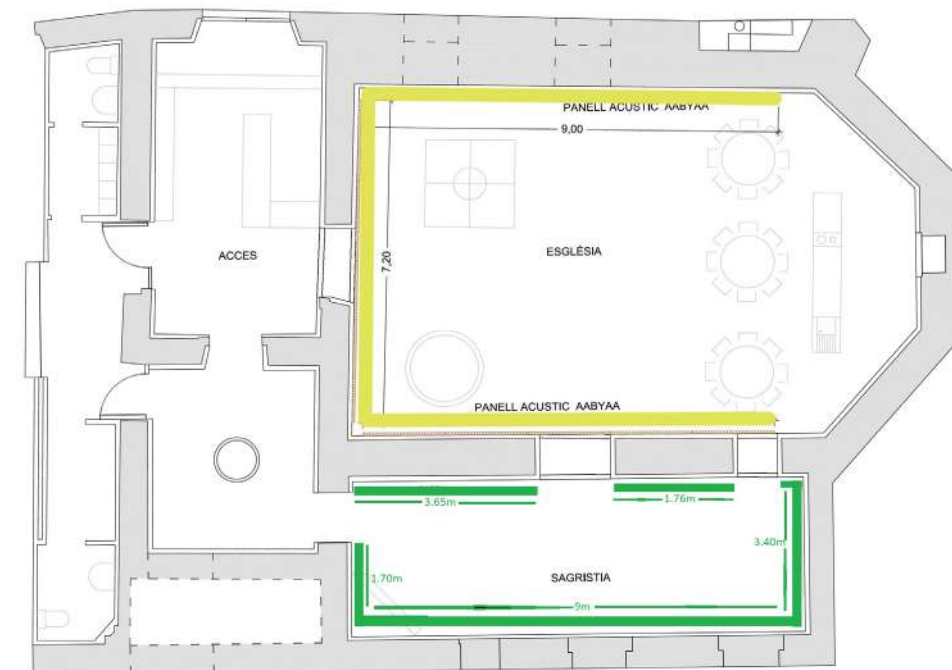 PANELL ACUSTIC AABYAA
9,00
ACCES
7,20
ESGLÉSIA
PANELL ACUSTIC AABYAA
3.65m
1.76m
3.40m
1.70m
SAGRISTIA
9m